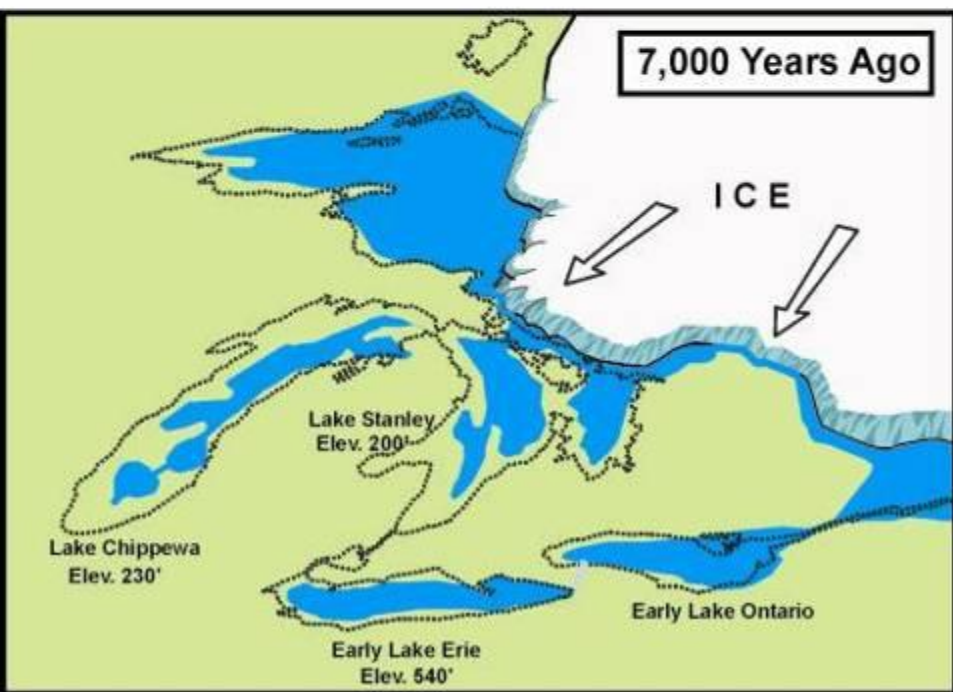 7,000 Years Ago
ICE
Lake Stanley
Elev. 200'
Lake Chippewa
Elev. 230'
Early Lake Ontario
Early Lake Erie
Elev. 540'